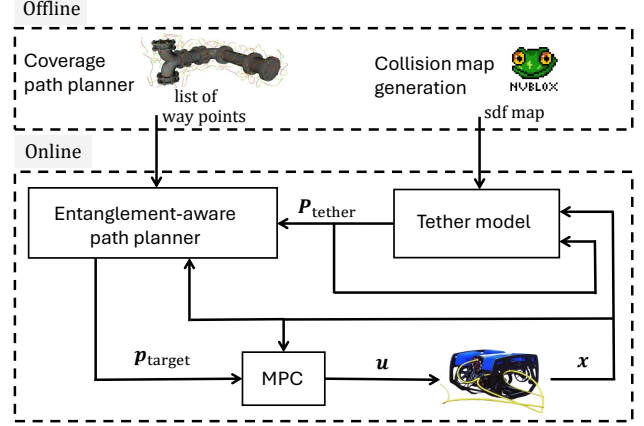 Offline
Coverage
path planner
list of
way points
Collision map
generation
NVBLOX
sdf map
Online
Entanglement-aware
path planner
P_tether
Tether model
p_target
MPC
u
x